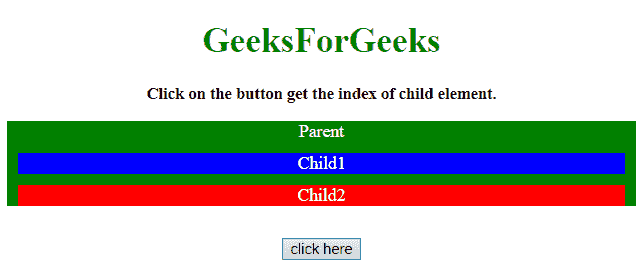 GeeksForGeeks
Click on the button get the index of child element.
Parent
Child1
Child2
click here